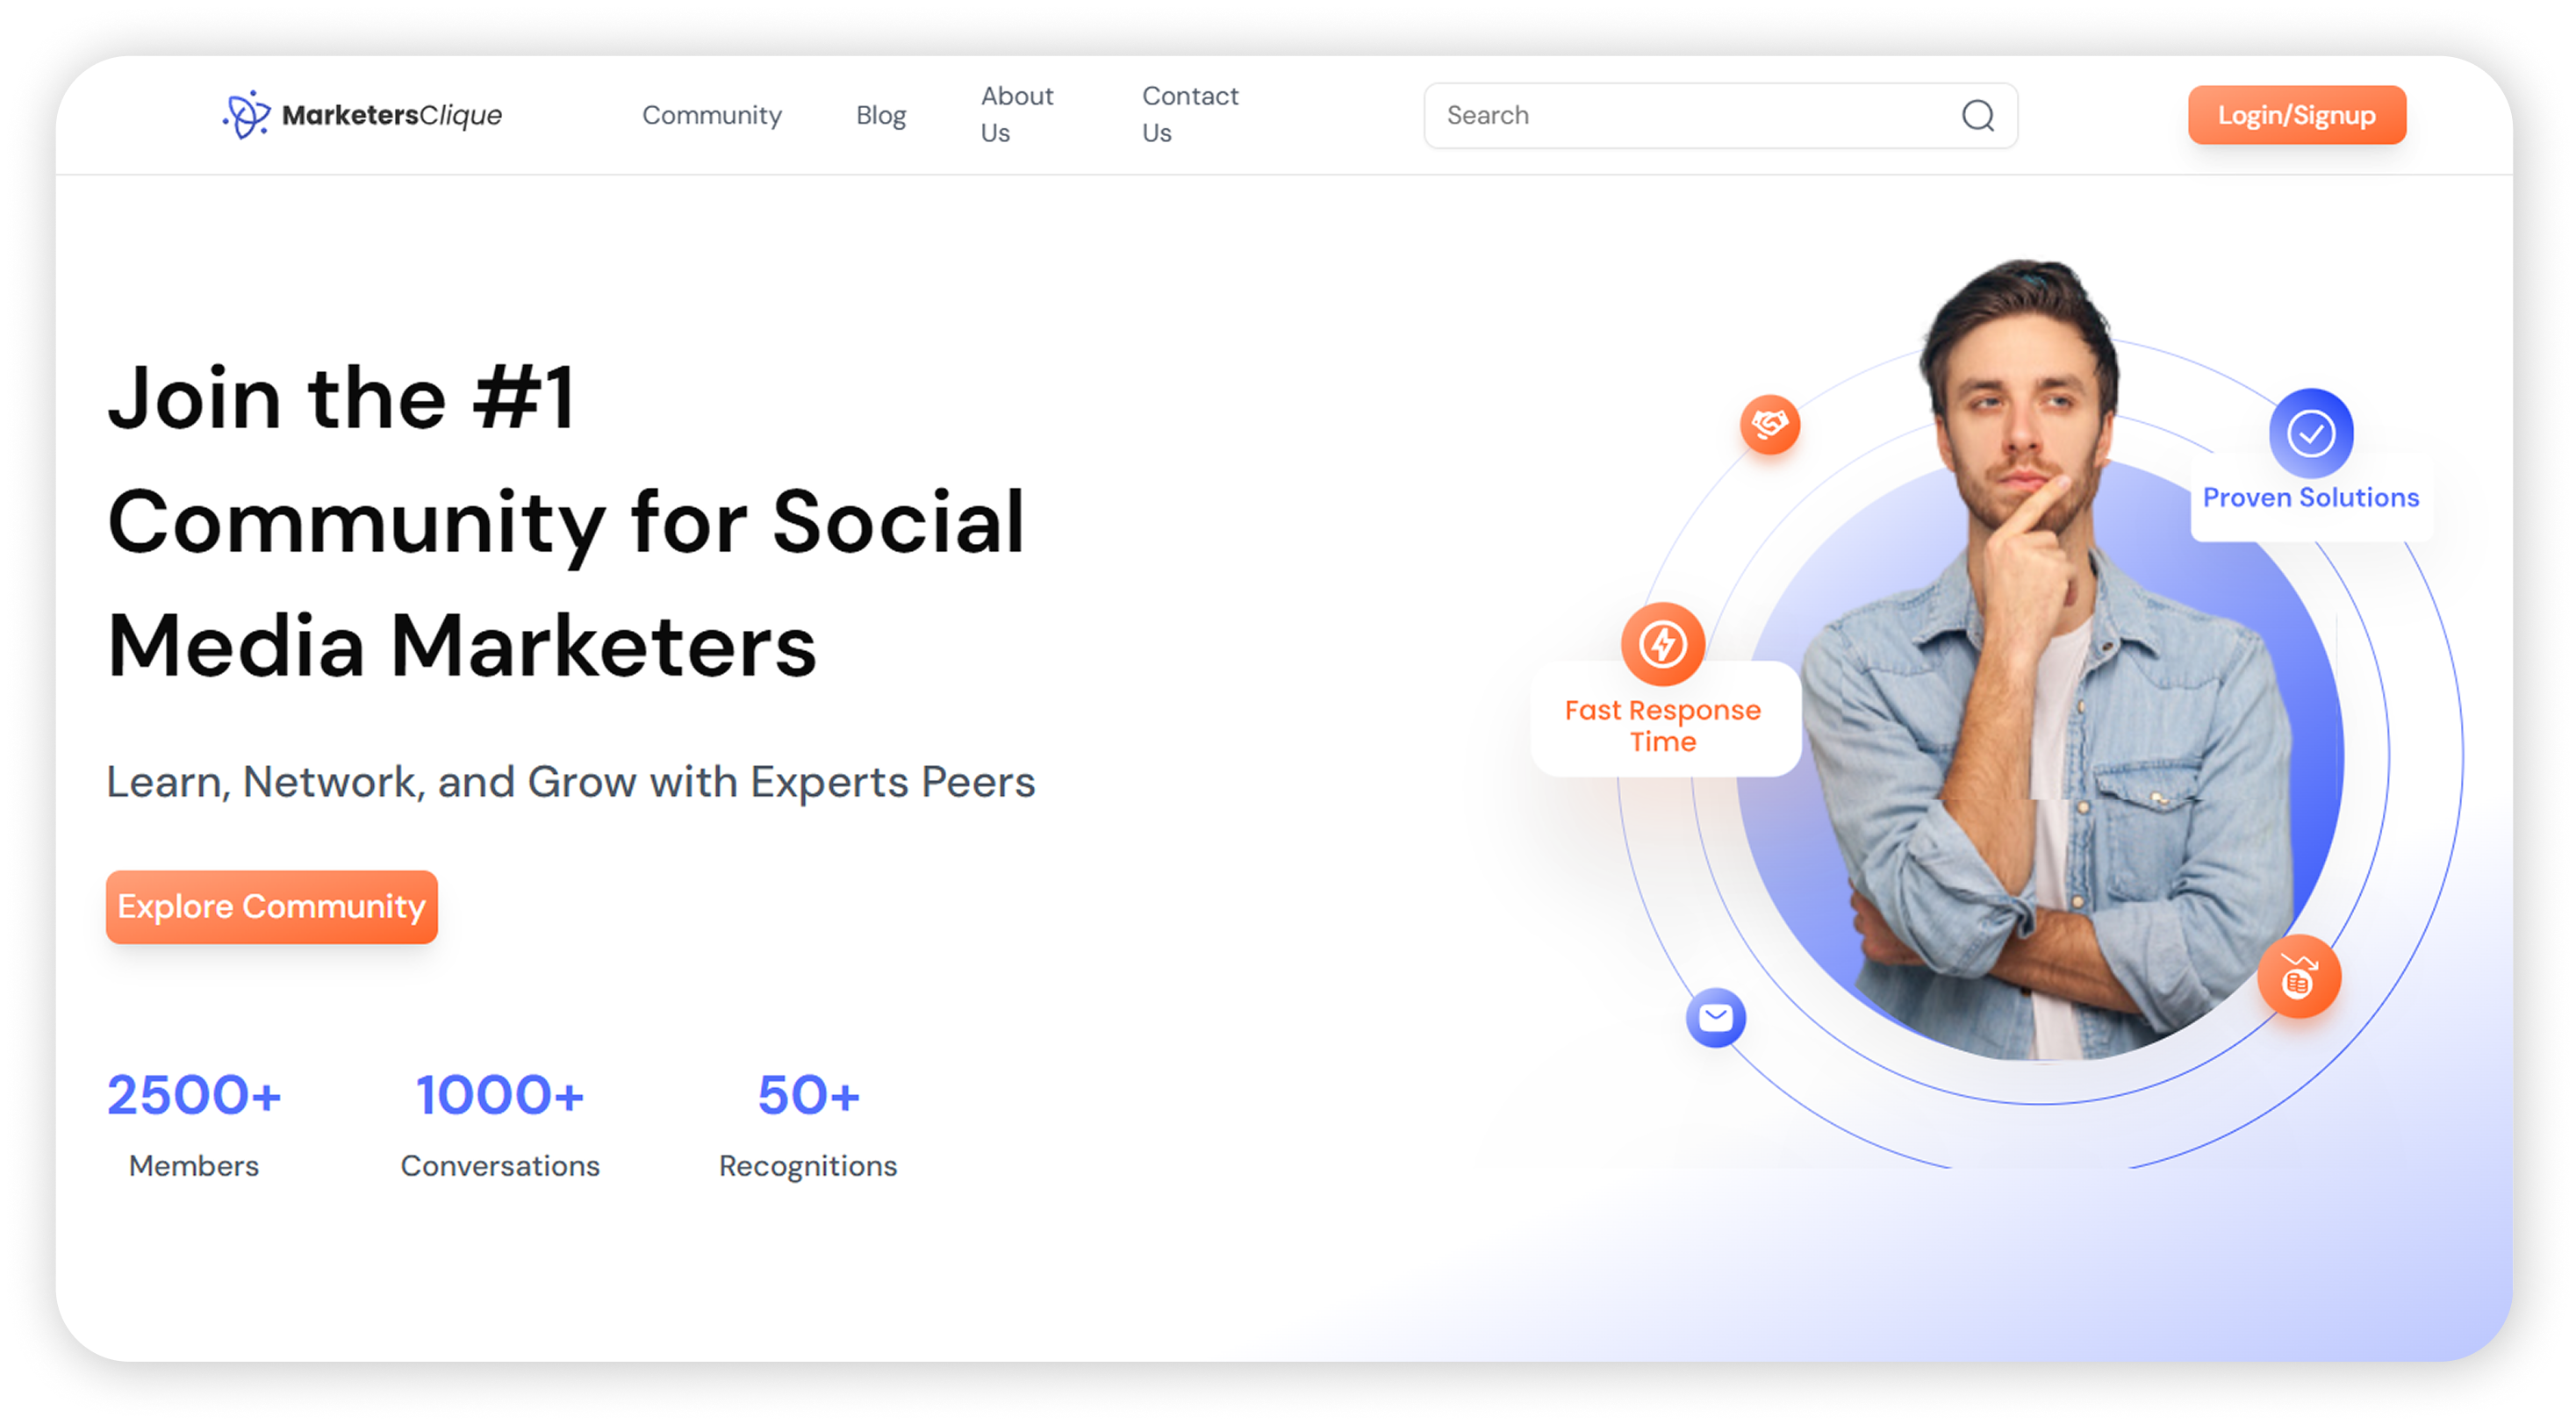 MarketersClique
Community
Blog
About
Us
Contact
Us
Search
Login/Signup
Join the #1
Community for Social
Media Marketers
Learn, Network, and Grow with Experts Peers
Explore Community
2500+
Members
1000+
Conversations
50+
Recognitions
Proven Solutions
Fast Response
Time